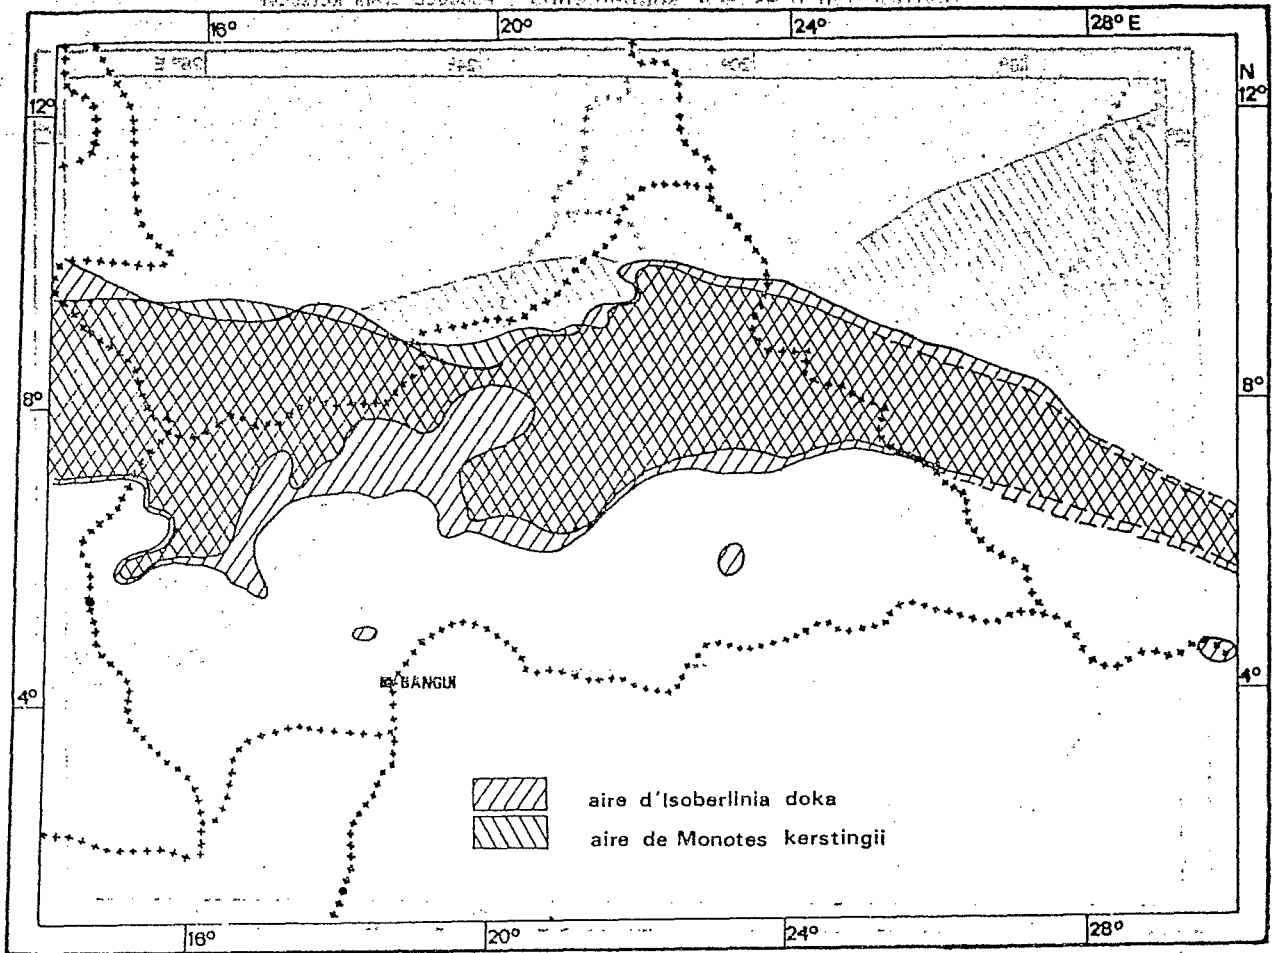 16° 20° 24° 28° E
N
12° 12°
8° 8°
4° 4°
BANGUI
aire d'Isoberlinia doka
aire de Monotes kerstingii
16° 20° 24° 28°